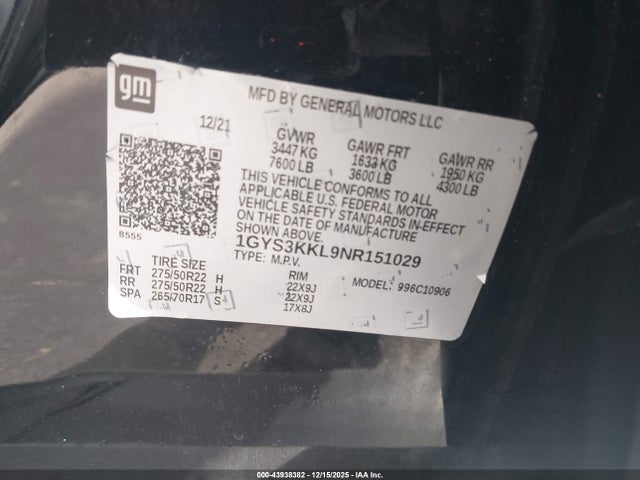 gm
MFD BY GENERAL MOTORS LLC
12/21
GVWR GAWR FRT GAWR RR
3447 KG 1633 KG 1950 KG
7600 LB 3600 LB 4300 LB
THIS VEHICLE CONFORMS TO ALL
APPLICABLE U.S. FEDERAL MOTOR
VEHICLE SAFETY STANDARDS IN EFFECT
ON THE DATE OF MANUFACTURE
SHOWN ABOVE.
8555
1GYS3KKL9NR151029
TYPE: M.P.V. MODEL: 996C10906
TIRE SIZE RIM
FRT 275/50R22 H 22X9J
RR 275/50R22 H 22X9J
SPA 265/70R17 S 17X8J
000-43938382 - 12/15/2025 - IAA Inc.